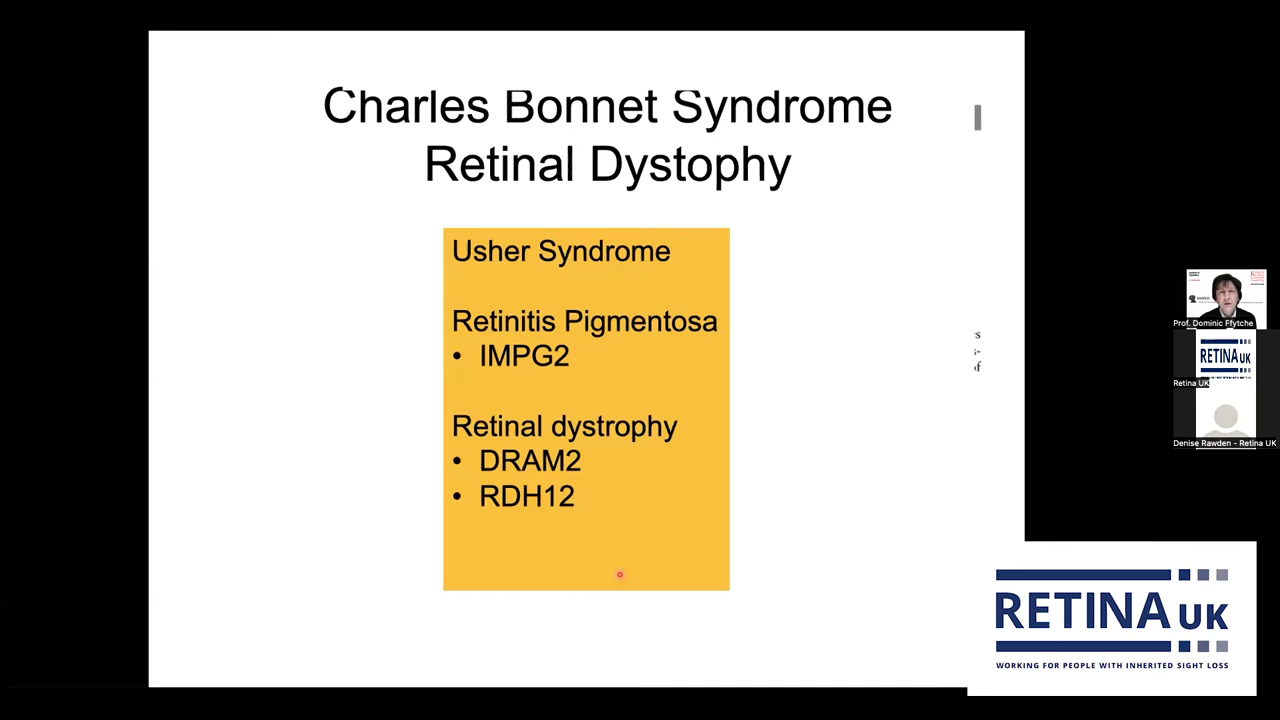 Charles Bonnet Syndrome
Retinal Dystophy
Usher Syndrome
Retinitis Pigmentosa
• IMPG2
Retinal dystrophy
• DRAM2
• RDH12
of
Prof. Dominic Ffytche
RETINA UK
Retina UK
Denise Rawden - Retina UK
RETINA UK
WORKING FOR PEOPLE WITH INHERITED SIGHT LOSS